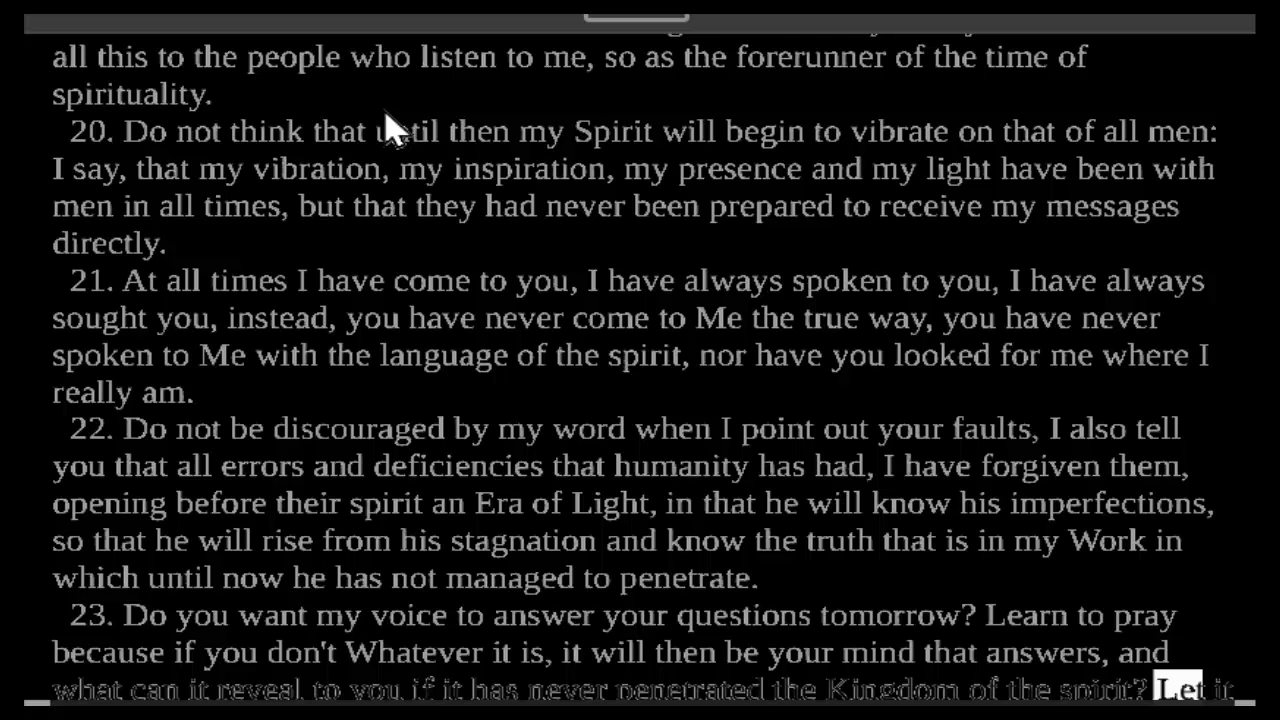 all this to the people who listen to me, so as the forerunner of the time of
spirituality.
20. Do not think that until then my Spirit will begin to vibrate on that of all men:
I say, that my vibration, my inspiration, my presence and my light have been with
men in all times, but that they had never been prepared to receive my messages
directly.
21. At all times I have come to you, I have always spoken to you, I have always
sought you, instead, you have never come to Me the true way, you have never
spoken to Me with the language of the spirit, nor have you looked for me where I
really am.
22. Do not be discouraged by my word when I point out your faults, I also tell
you that all errors and deficiencies that humanity has had, I have forgiven them,
opening before their spirit an Era of Light, in that he will know his imperfections,
so that he will rise from his stagnation and know the truth that is in my Work in
which until now he has not managed to penetrate.
23. Do you want my voice to answer your questions tomorrow? Learn to pray
because if you don't Whatever it is, it will then be your mind that answers, and
what can it reveal to you if it has never penetrated the Kingdom of the spirit? Let it